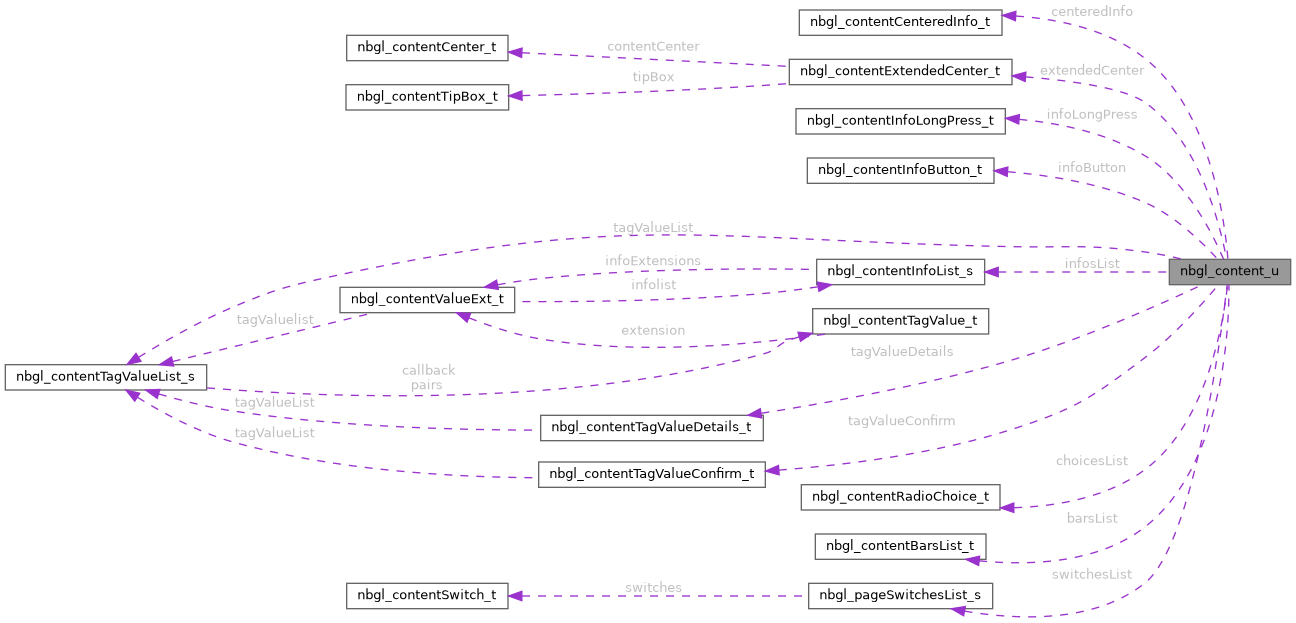 centeredInfo
nbgl_contentCenteredInfo_t
nbgl_contentCenter_t
contentCenter
nbgl_contentExtendedCenter_t
extendedCenter
tipBox
nbgl_contentTipBox_t
nbgl_contentInfoLongPress_t
infoLongPress
nbgl_contentInfoButton_t
infoButton
tagValueList
infoExtensions
nbgl_contentInfoList_s
infosList
nbgl_content_u
infolist
nbgl_contentValueExt_t
tagValuelist
extension
nbgl_contentTagValue_t
tagValueDetails
nbgl_contentTagValueList_s
callback
pairs
tagValueList
nbgl_contentTagValueDetails_t
tagValueConfirm
tagValueList
nbgl_contentTagValueConfirm_t
choicesList
nbgl_contentRadioChoice_t
barsList
nbgl_contentBarsList_t
switchesList
nbgl_contentSwitch_t
switches
nbgl_pageSwitchesList_s